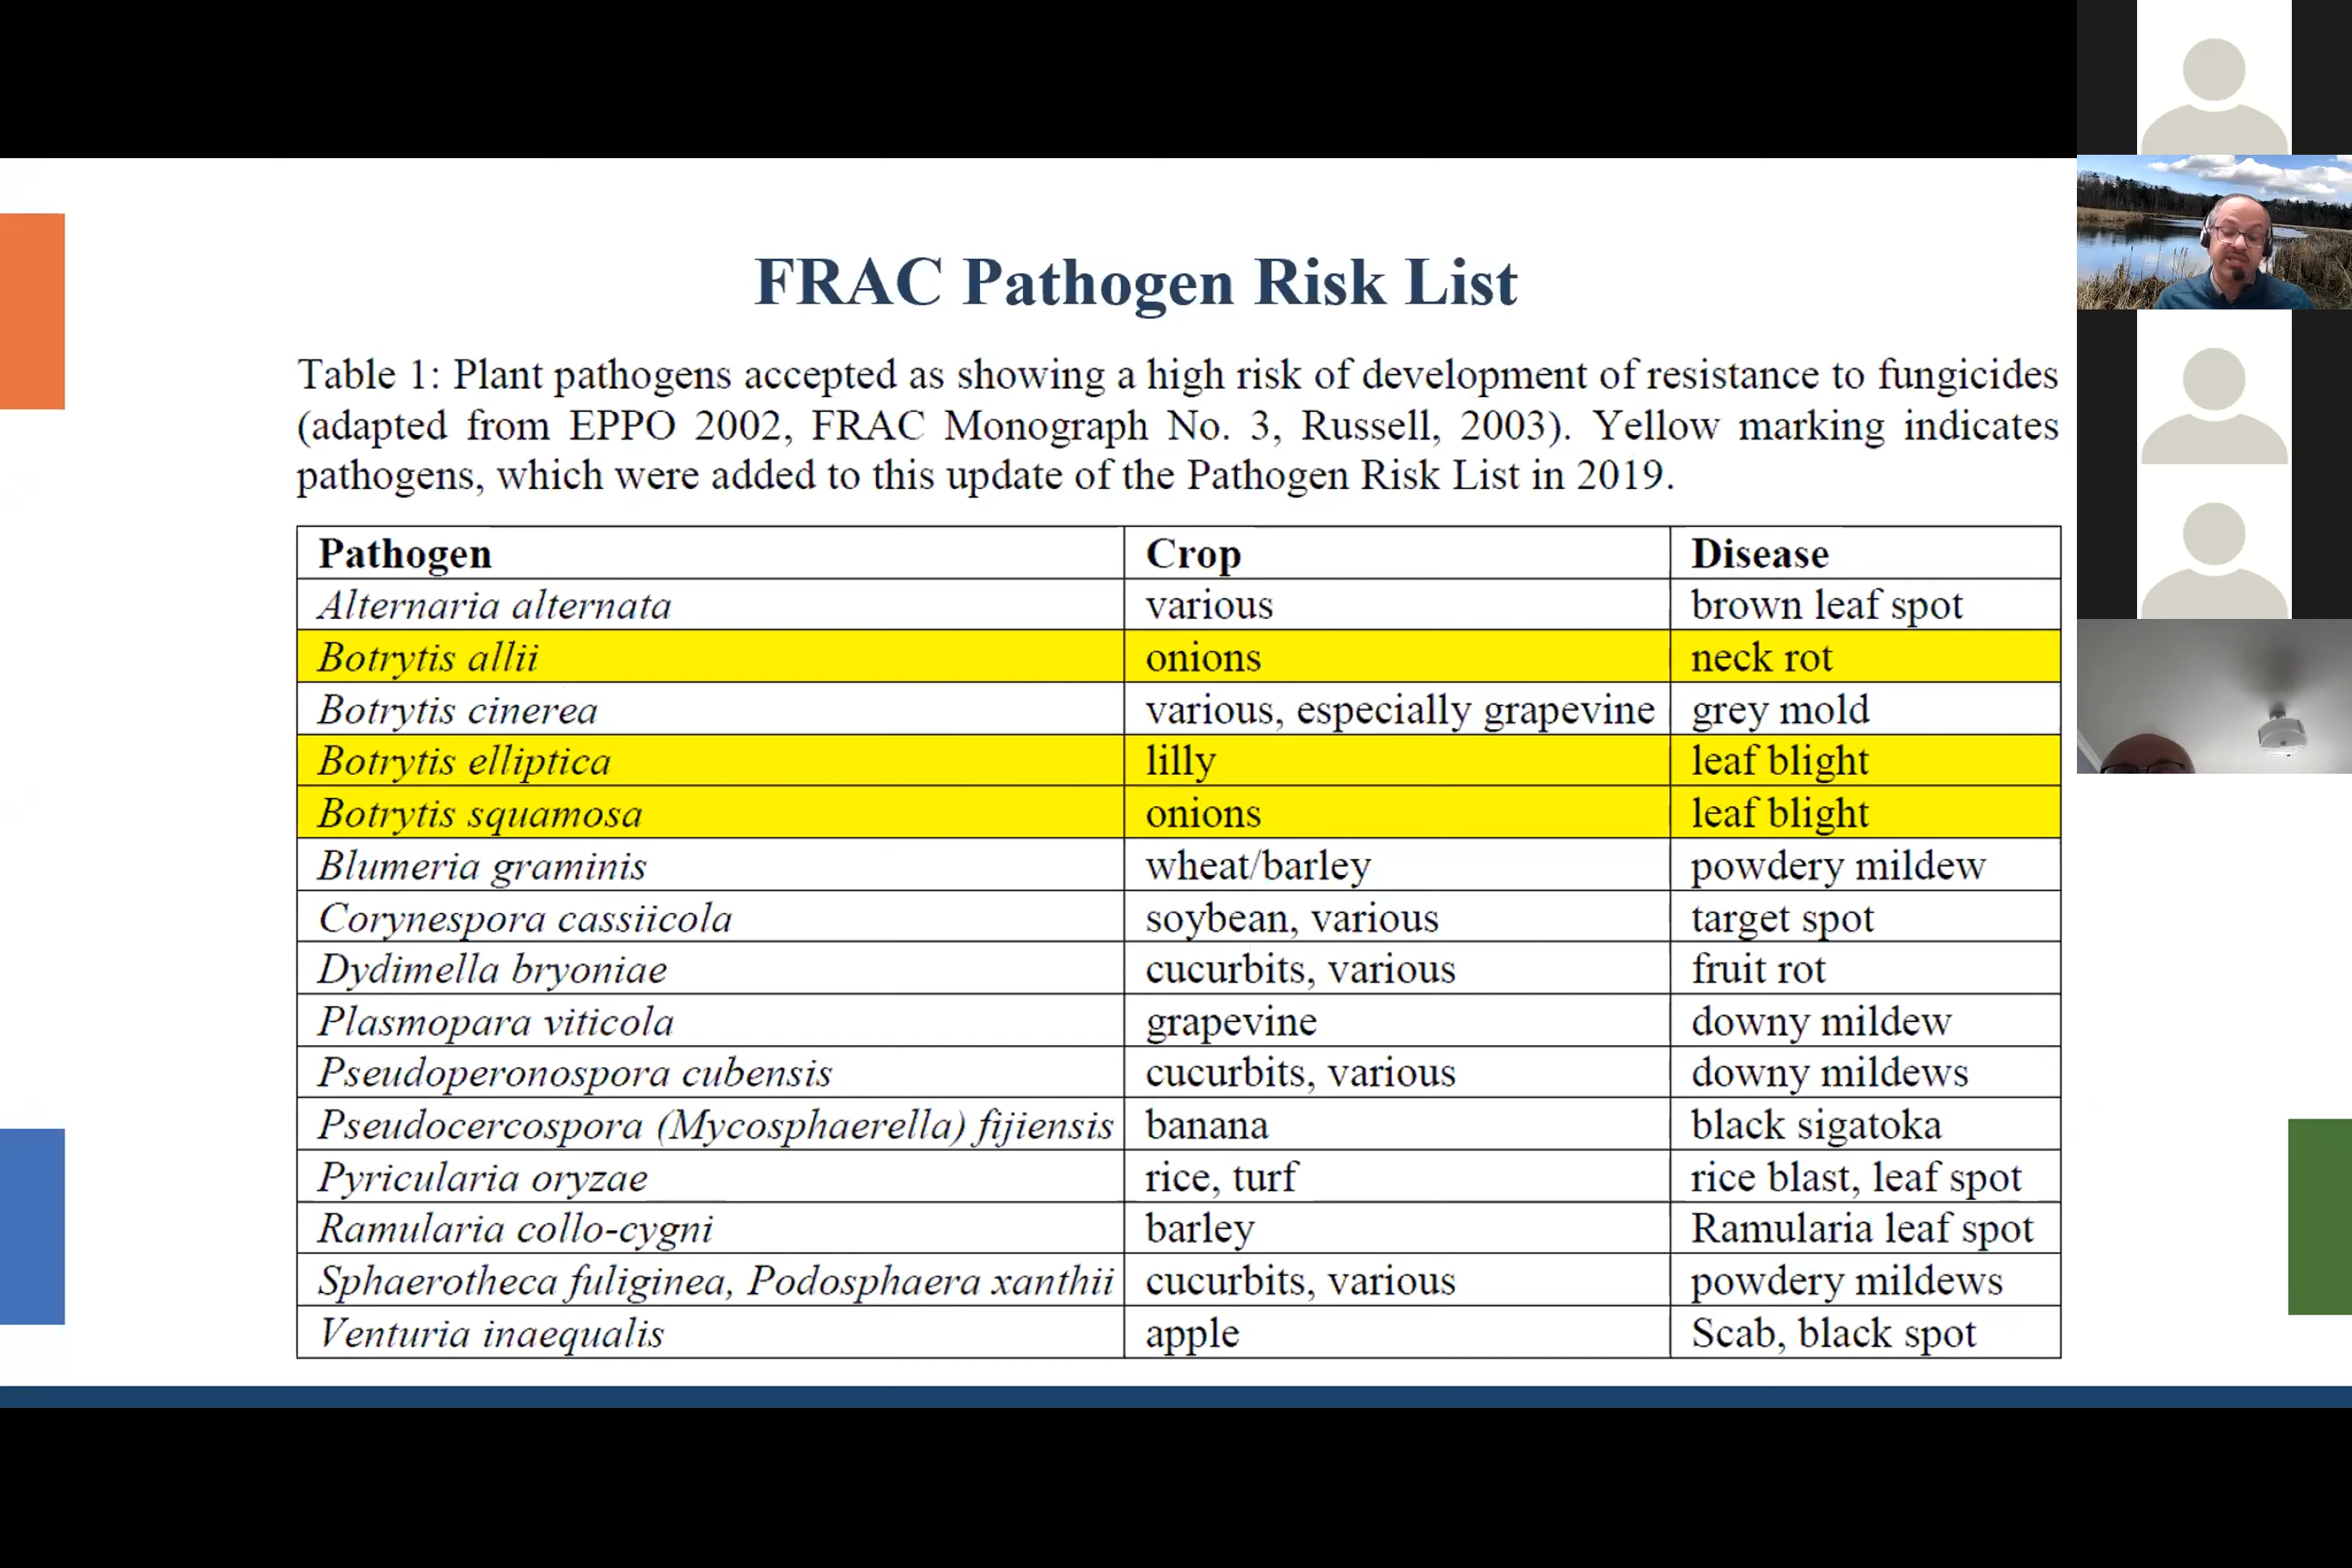 FRAC Pathogen Risk List
Table 1: Plant pathogens accepted as showing a high risk of development of resistance to fungicides
(adapted from EPPO 2002, FRAC Monograph No. 3, Russell, 2003). Yellow marking indicates
pathogens, which were added to this update of the Pathogen Risk List in 2019.
Pathogen Crop Disease
Alternaria alternata various brown leaf spot
Botrytis allii onions neck rot
Botrytis cinerea various, especially grapevine grey mold
Botrytis elliptica lilly leaf blight
Botrytis squamosa onions leaf blight
Blumeria graminis wheat/barley powdery mildew
Corynespora cassiicola soybean, various target spot
Dydimella bryoniae cucurbits, various fruit rot
Plasmopara viticola grapevine downy mildew
Pseudoperonospora cubensis cucurbits, various downy mildews
Pseudocercospora (Mycosphaerella) fijiensis banana black sigatoka
Pyricularia oryzae rice, turf rice blast, leaf spot
Ramularia collo-cygni barley Ramularia leaf spot
Sphaerotheca fuliginea, Podosphaera xanthii cucurbits, various powdery mildews
Venturia inaequalis apple Scab, black spot